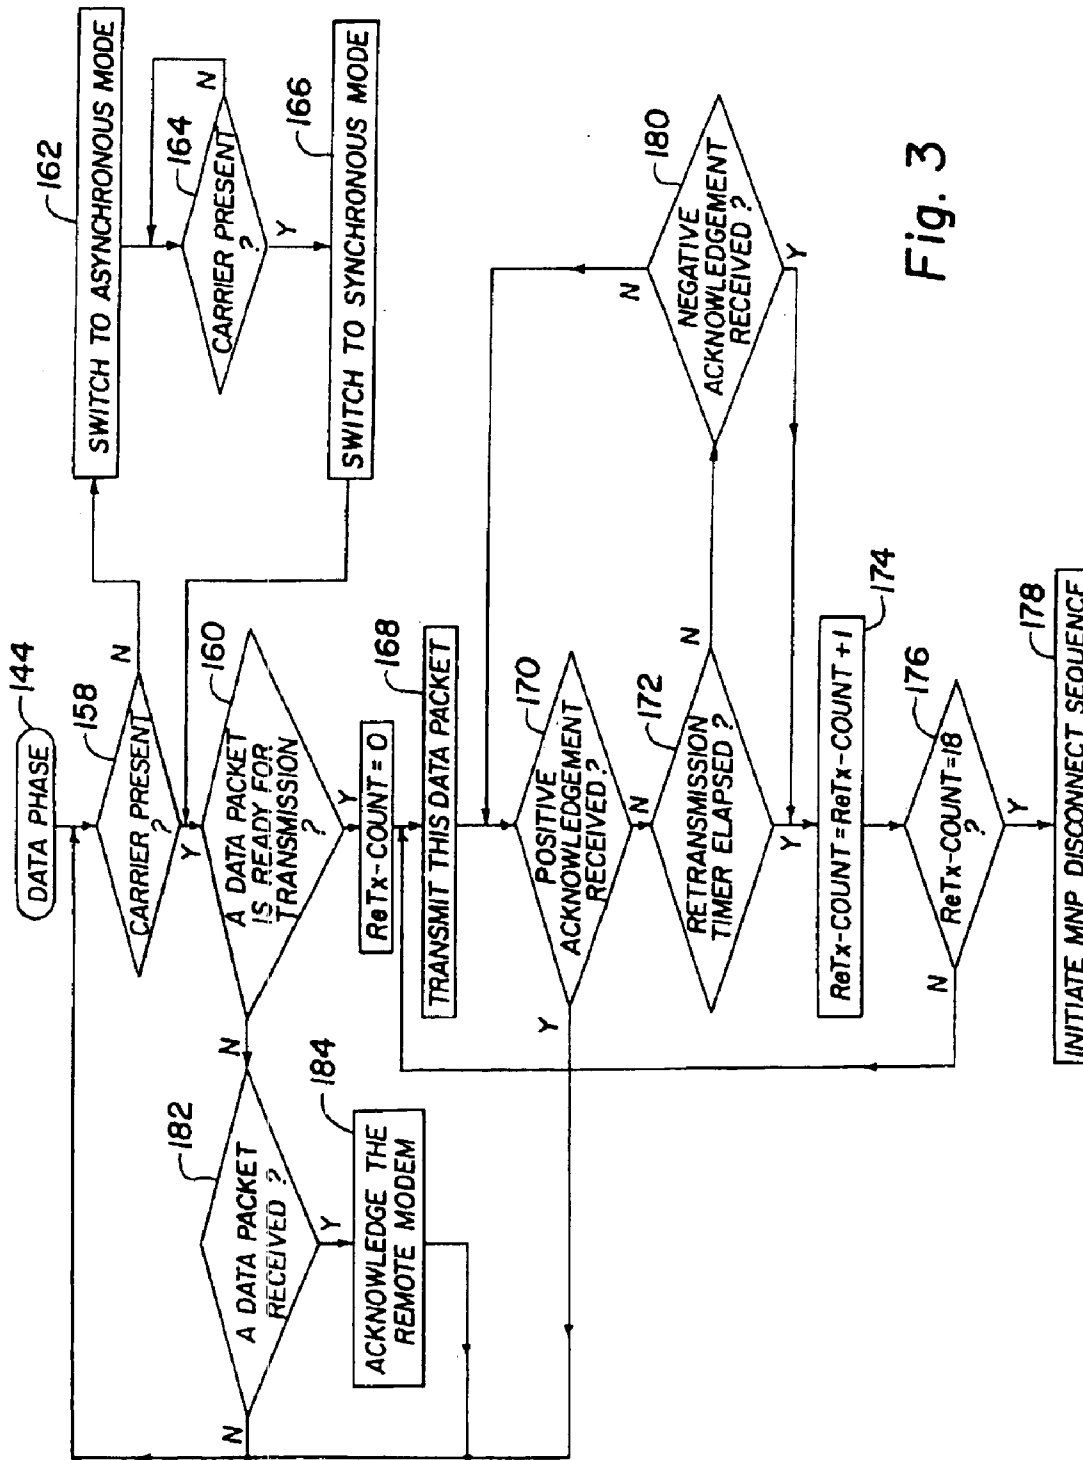 144
DATA PHASE
158
CARRIER PRESENT
?
N
Y
162
SWITCH TO ASYNCHRONOUS MODE
164
CARRIER PRESENT
?
N
Y
166
SWITCH TO SYNCHRONOUS MODE
160
A DATA PACKET
IS READY FOR
TRANSMISSION
?
N
Y
182
A DATA PACKET
RECEIVED ?
N
Y
184
ACKNOWLEDGE THE
REMOTE MODEM
ReTx-COUNT = 0
168
TRANSMIT THIS DATA PACKET
170
POSITIVE
ACKNOWLEDGEMENT
RECEIVED ?
Y
N
172
RETRANSMISSION
TIMER ELAPSED ?
N
Y
180
NEGATIVE
ACKNOWLEDGEMENT
RECEIVED ?
N
Y
174
ReTx-COUNT = ReTx-COUNT +1
176
ReTx-COUNT = 18
?
N
Y
178
INITIATE MNP DISCONNECT SEQUENCE
Fig. 3